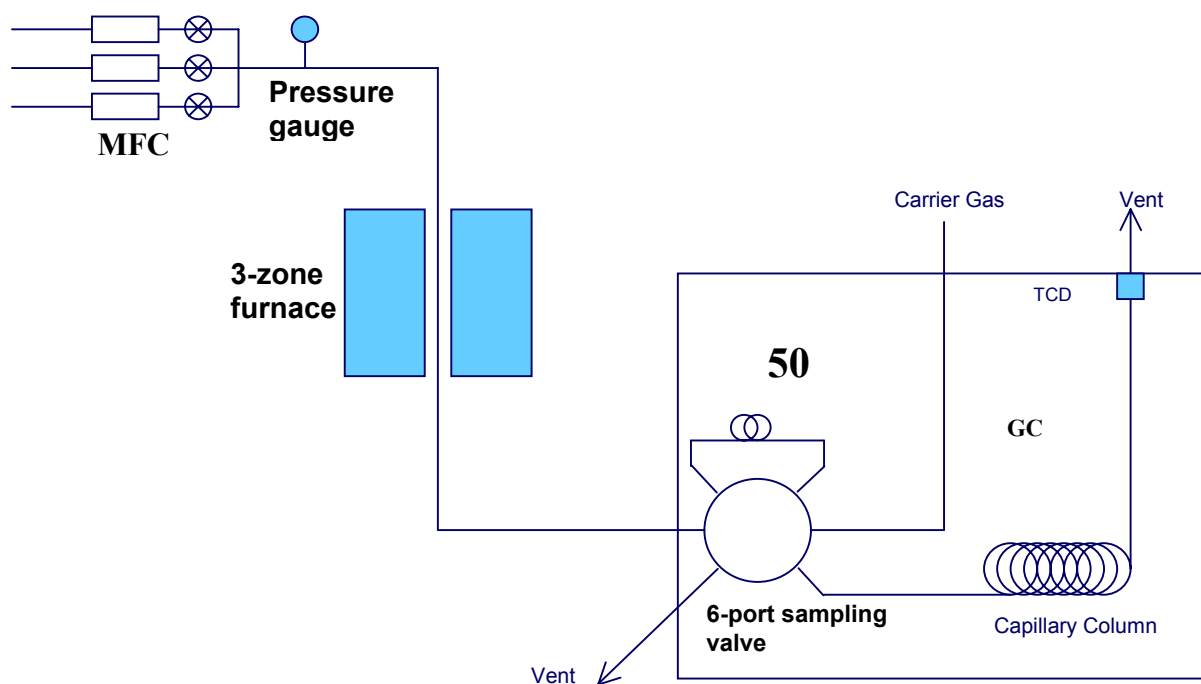 Pressure
gauge
MFC
3-zone
furnace
Carrier Gas
Vent
TCD
50
GC
6-port sampling
valve
Capillary Column
Vent